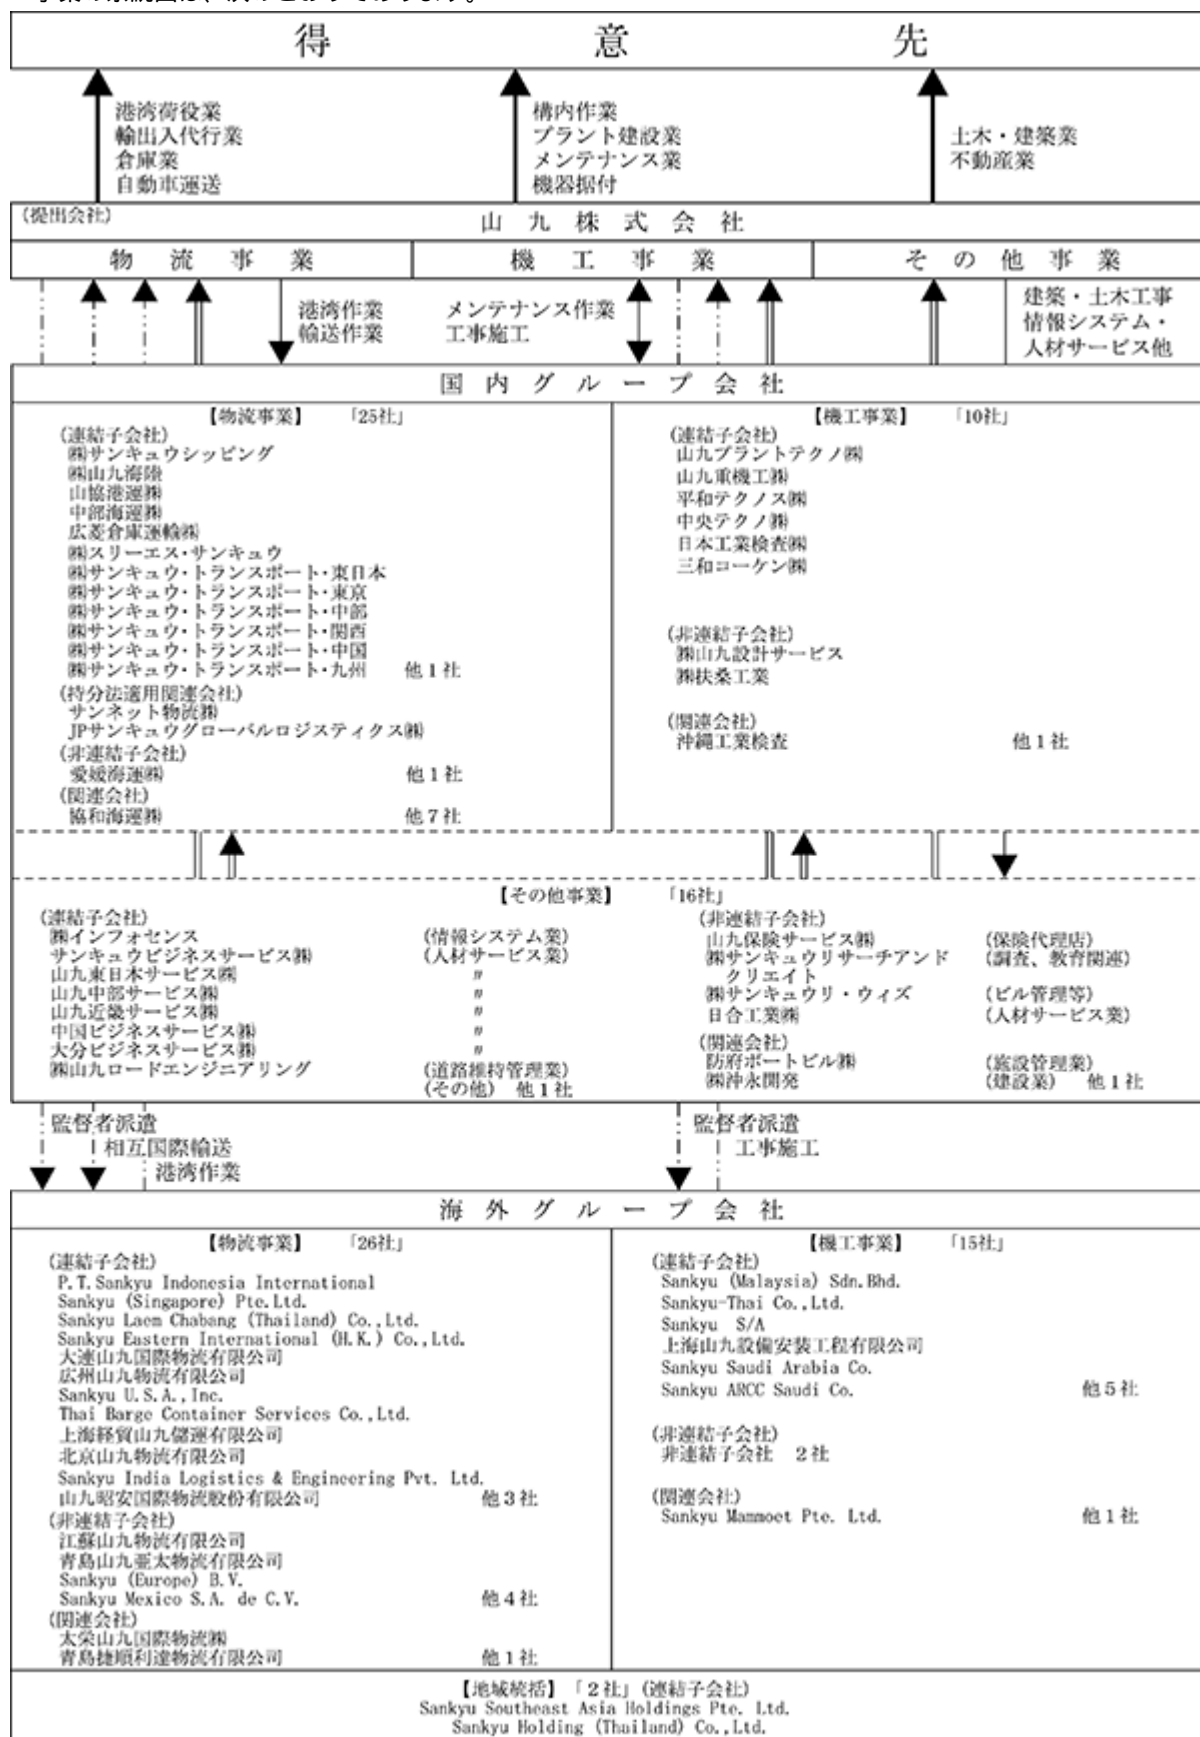 事業の系統図は、次のとおりであります。
得意先
港湾荷役業
輸出入代行業
倉庫業
自動車運送
構内作業
プラント建設業
メンテナンス業
機器据付
土木・建築業
不動産業
(提出会社)
山九株式会社
物流事業
機工事業
その他事業
港湾作業
輸送作業
メンテナンス作業
工事施工
建築・土木工事
情報システム・
人材サービス他
国内グループ会社
【物流事業】 「25社」
(連結子会社)
㈱サンキュウシッピング
㈱山九海陸
山協港運㈱
中部海運㈱
広菱倉庫運輸㈱
㈱スリーエス・サンキュウ
㈱サンキュウ・トランスポート・東日本
㈱サンキュウ・トランスポート・東京
㈱サンキュウ・トランスポート・中部
㈱サンキュウ・トランスポート・関西
㈱サンキュウ・トランスポート・中国
㈱サンキュウ・トランスポート・九州 他1社
(持分法適用関連会社)
サンネット物流㈱
JPサンキュウグローバルロジスティクス㈱
(非連結子会社)
愛媛海運㈱ 他1社
(関連会社)
協和海運㈱ 他7社
【機工事業】 「10社」
(連結子会社)
山九プラントテクノ㈱
山九重機工㈱
平和テクノス㈱
中央テクノ㈱
日本工業検査㈱
三和コーケン㈱
(非連結子会社)
㈱山九設計サービス
㈱扶桑工業
(関連会社)
沖縄工業検査 他1社
【その他事業】 「16社」
(連結子会社)
㈱インフォセンス (情報システム業)
サンキュウビジネスサービス㈱ (人材サービス業)
山九東日本サービス㈱ 〃
山九中部サービス㈱ 〃
山九近畿サービス㈱ 〃
中国ビジネスサービス㈱ 〃
大分ビジネスサービス㈱ 〃
㈱山九ロードエンジニアリング (道路維持管理業)
(その他) 他1社
(非連結子会社)
山九保険サービス㈱ (保険代理店)
㈱サンキュウリサーチアンド (調査、教育関連)
クリエイト
㈱サンキュウリ・ウィズ (ビル管理等)
日合工業㈱ (人材サービス業)
(関連会社)
防府ポートビル㈱ (施設管理業)
㈱沖永開発 (建設業) 他1社
監督者派遣
相互国際輸送
港湾作業
監督者派遣
工事施工
海外グループ会社
【物流事業】 「26社」
(連結子会社)
P.T.Sankyu Indonesia International
Sankyu (Singapore) Pte.Ltd.
Sankyu Laem Chabang (Thailand) Co.,Ltd.
Sankyu Eastern International (H.K.) Co.,Ltd.
大連山九国際物流有限公司
広州山九物流有限公司
Sankyu U.S.A.,Inc.
Thai Barge Container Services Co.,Ltd.
上海経貿山九儲運有限公司
北京山九物流有限公司
Sankyu India Logistics & Engineering Pvt. Ltd.
山九昭安国際物流股份有限公司 他3社
(非連結子会社)
江蘇山九物流有限公司
青島山九亜太物流有限公司
Sankyu (Europe) B.V.
Sankyu Mexico S.A. de C.V. 他4社
(関連会社)
太栄山九国際物流㈱
青島捷順利達物流有限公司 他1社
【機工事業】 「15社」
(連結子会社)
Sankyu (Malaysia) Sdn.Bhd.
Sankyu-Thai Co.,Ltd.
Sankyu S/A
上海山九設備安装工程有限公司
Sankyu Saudi Arabia Co.
Sankyu ARCC Saudi Co. 他5社
(非連結子会社)
非連結子会社 2社
(関連会社)
Sankyu Mammoet Pte. Ltd. 他1社
【地域統括】「2社」(連結子会社)
Sankyu Southeast Asia Holdings Pte. Ltd.
Sankyu Holding (Thailand) Co.,Ltd.